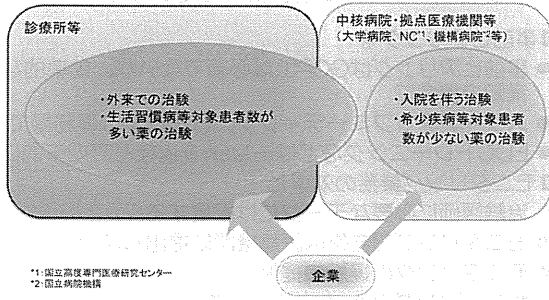 診療所等
・外来での治験
・生活習慣病等対象患者数が
多い薬の治験
中核病院・拠点医療機関等
(大学病院、NC*1、機構病院*2等)
・入院を伴う治験
・希少疾病等対象患者
数が少ない薬の治験
企業
*1:国立高度専門医療研究センター
*2:国立病院機構